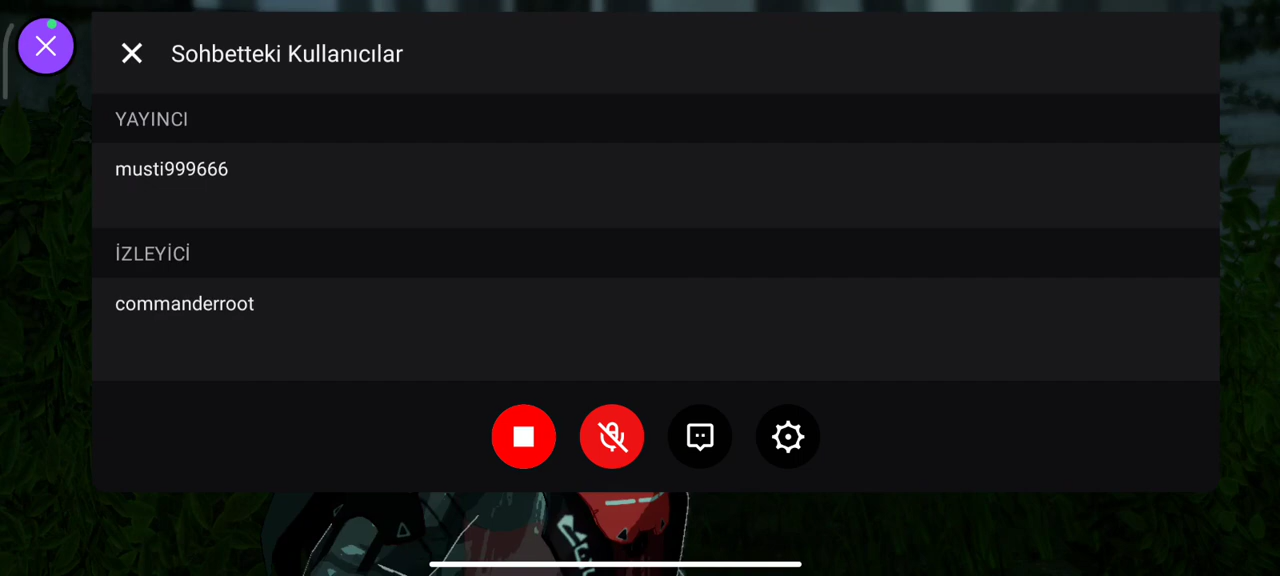 Sohbetteki Kullanıcılar
YAYINCI
musti999666
İZLEYİCİ
commanderroot